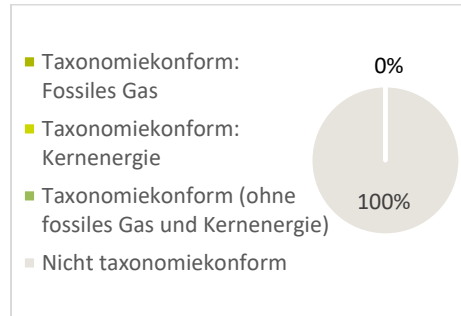 Taxonomiekonform:
Fossiles Gas
Taxonomiekonform:
Kernenergie
Taxonomiekonform (ohne
fossiles Gas und Kernenergie)
Nicht taxonomiekonform
0%
100%